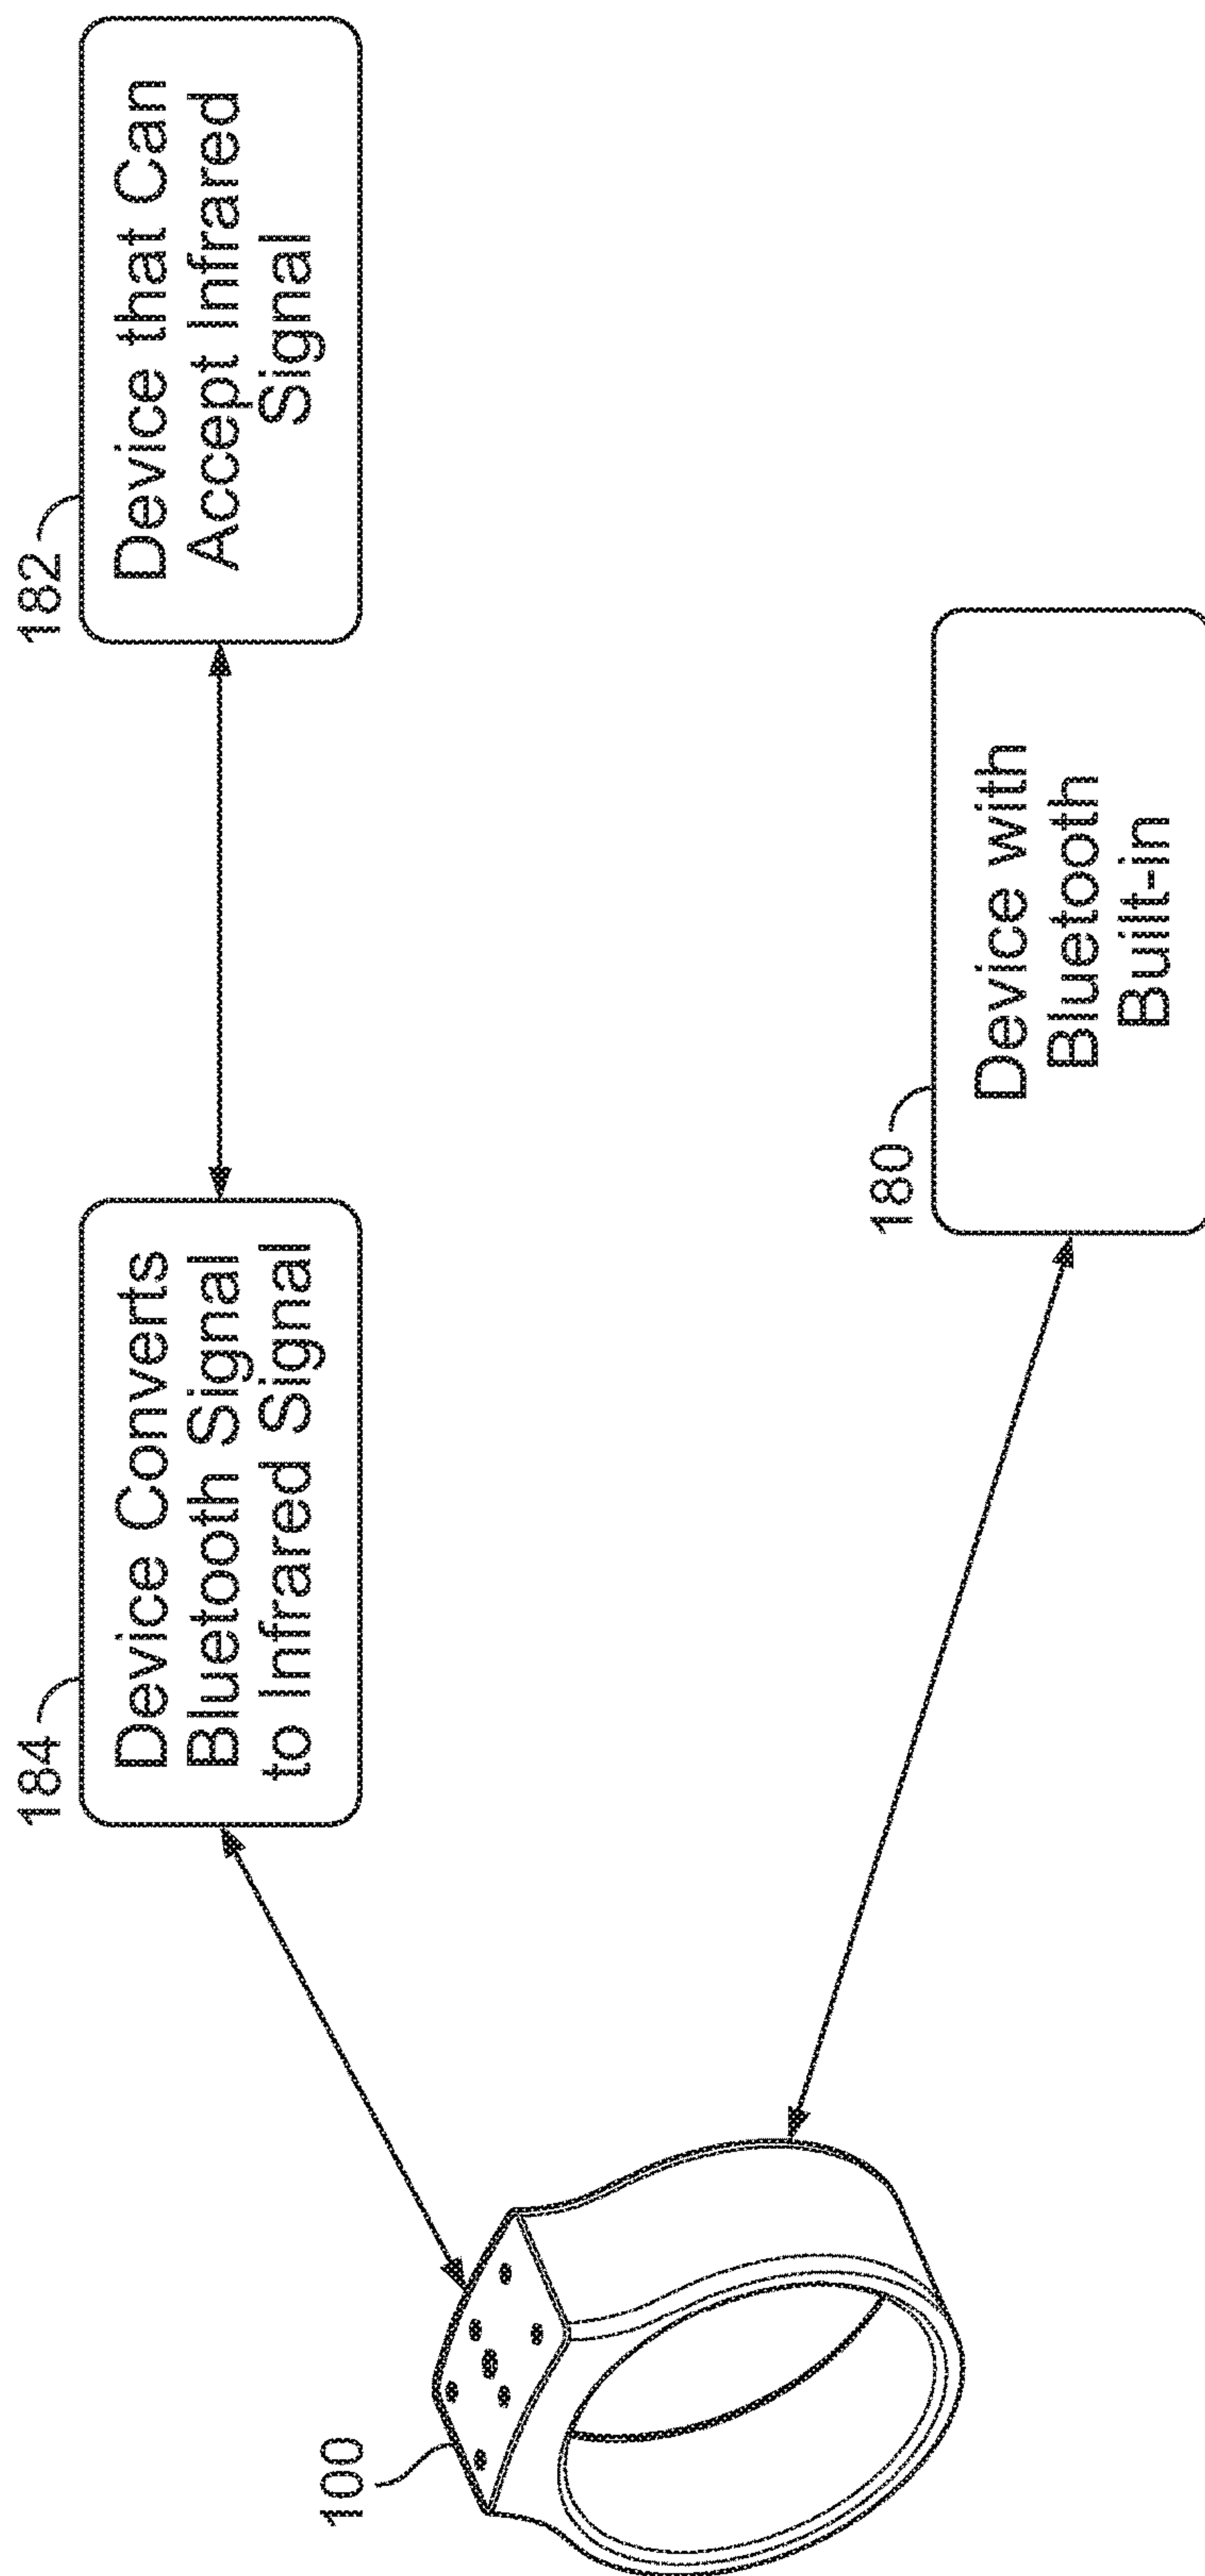 100
184
Device Converts
Bluetooth Signal
to Infrared Signal
182
Device that Can
Accept Infrared
Signal
180
Device with
Bluetooth
Built-in